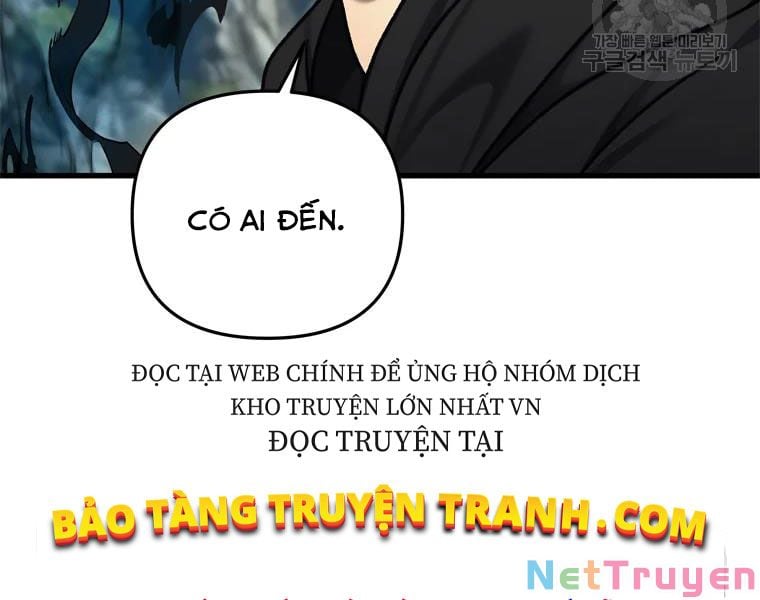 가장 빠른 웹툰 미리보기
구글검색 뉴토끼
CÓ AI ĐẾN.
ĐỌC TẠI WEB CHÍNH ĐỂ ỦNG HỘ NHÓM DỊCH
KHO TRUYỆN LỚN NHẤT VN
ĐỌC TRUYỆN TẠI
BẢO TÀNG TRUYỆN TRANH.COM
NetTruyen